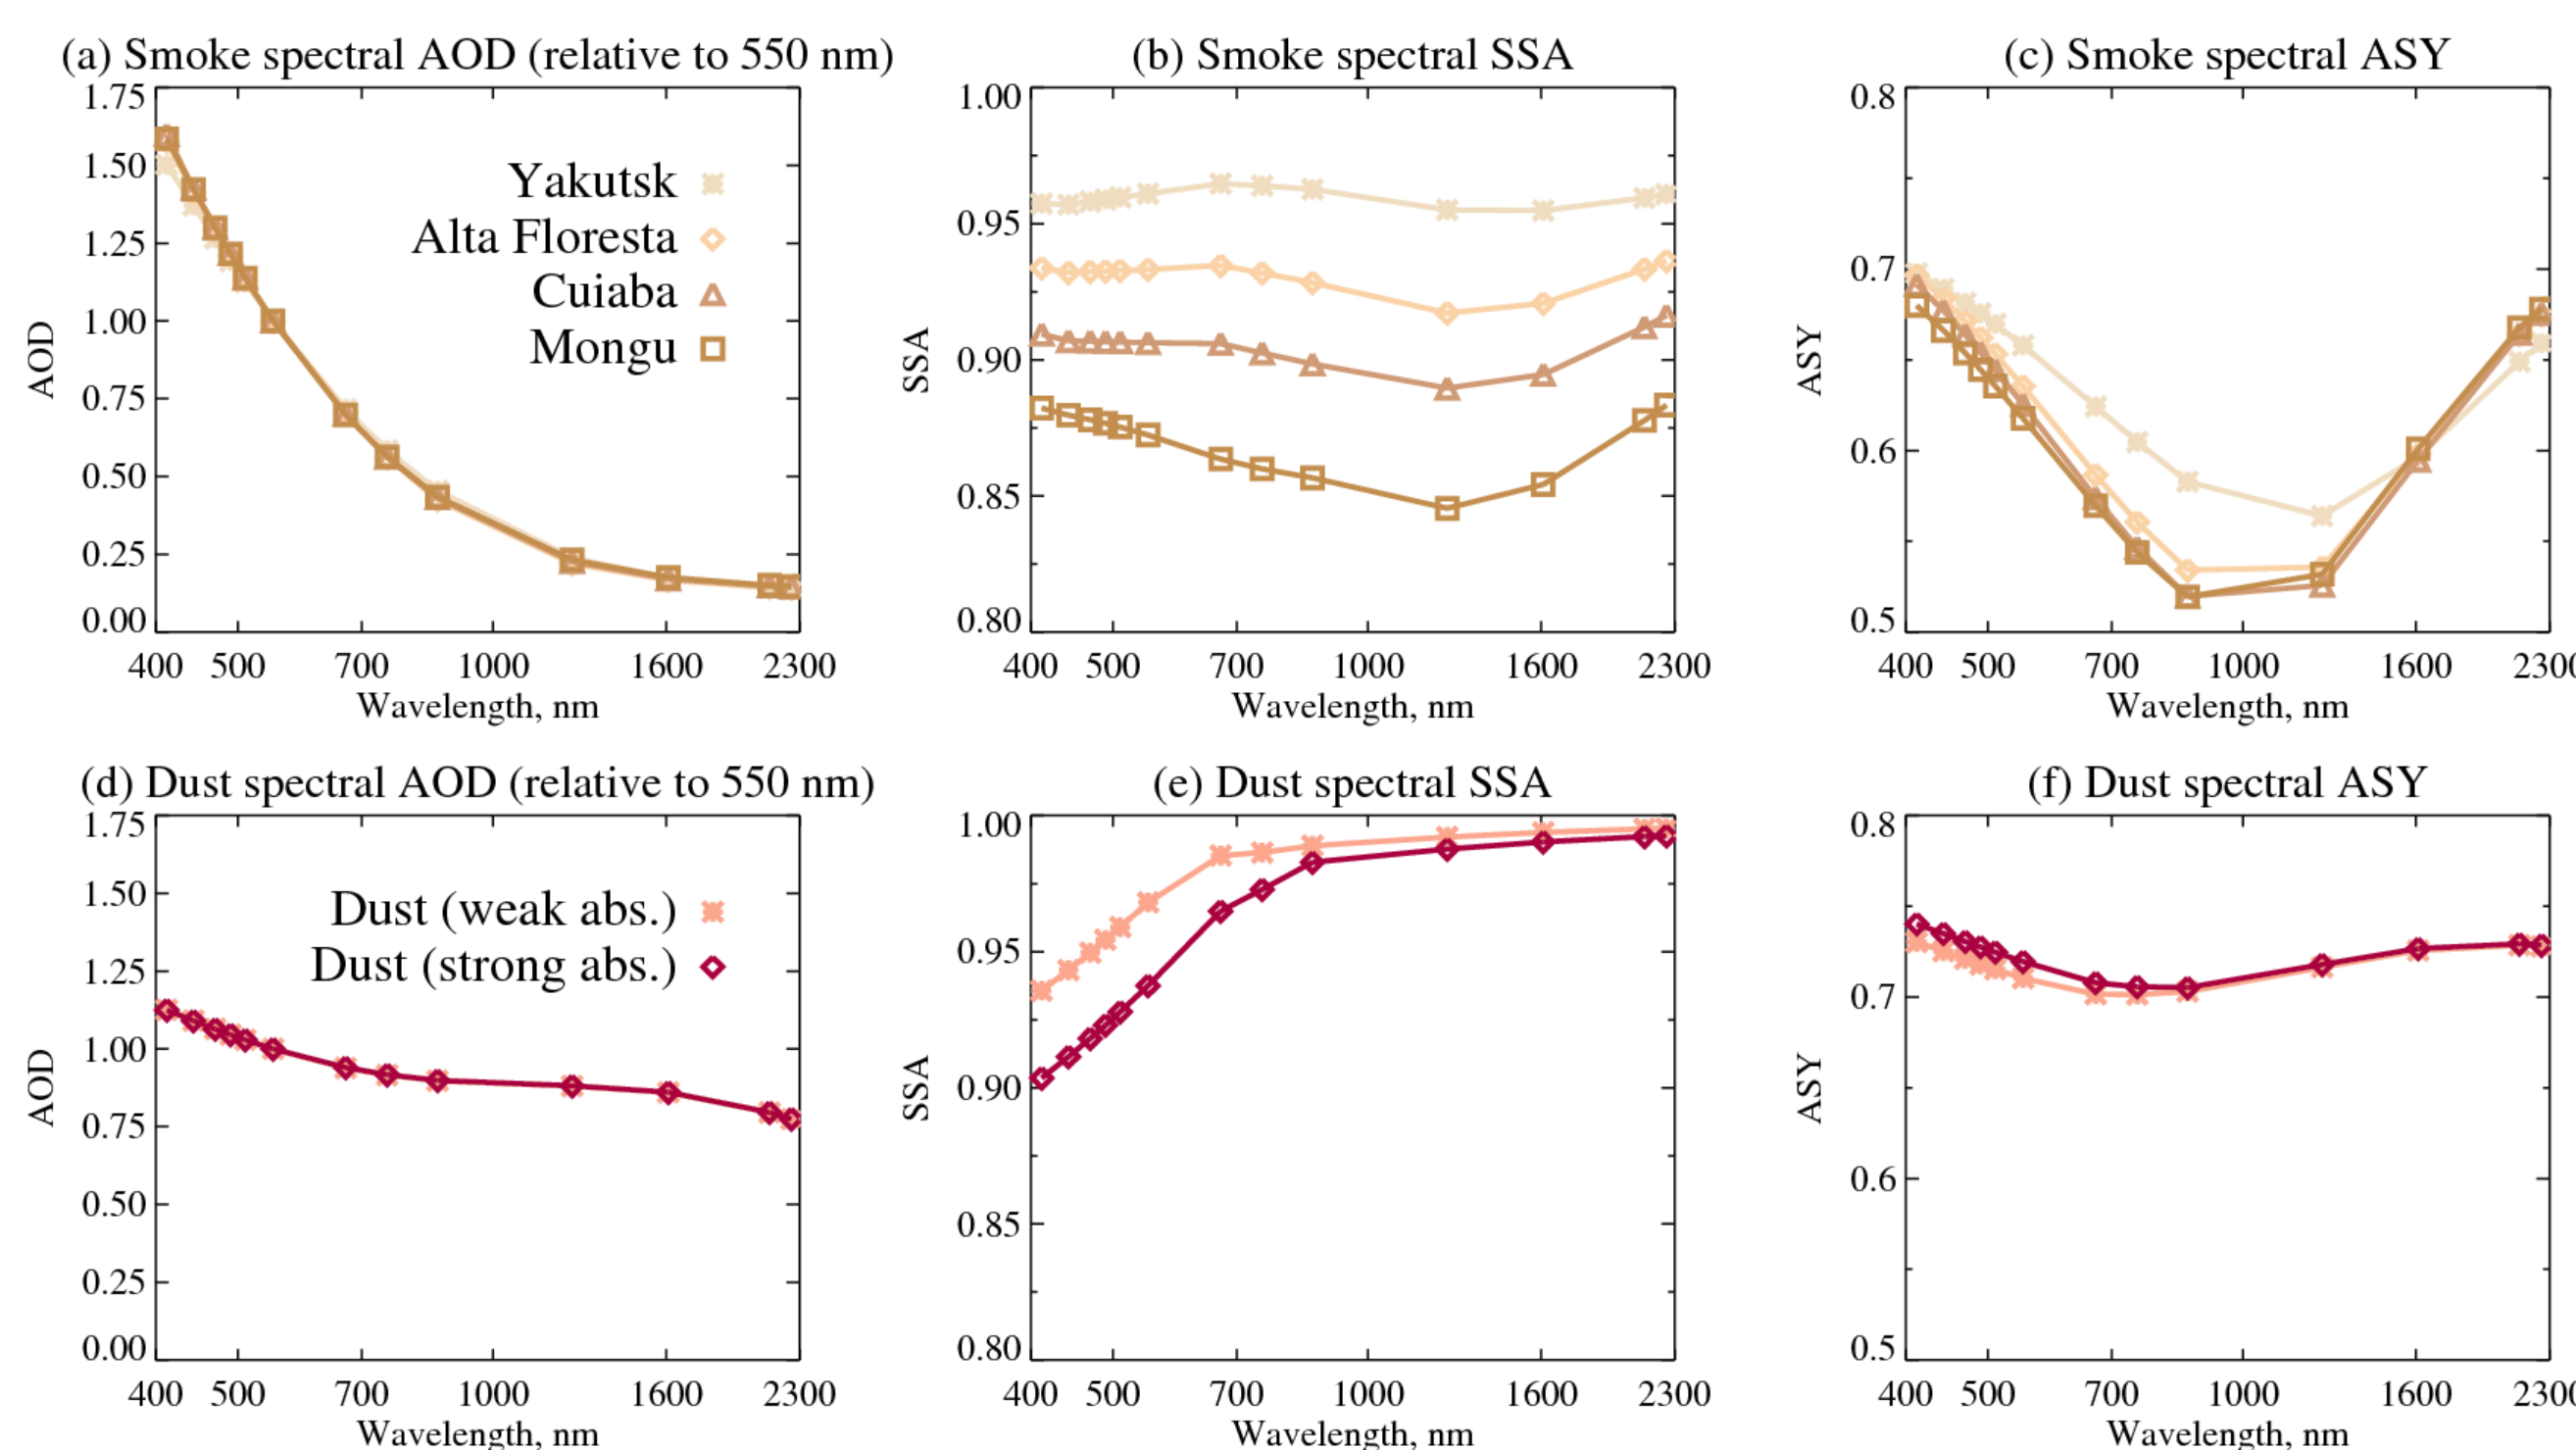 (a) Smoke spectral AOD (relative to 550 nm)
1.75
1.50
1.25
1.00
0.75
0.50
0.25
0.00
AOD
Yakutsk
Alta Floresta
Cuiaba
Mongu
400 500 700 1000 1600 2300
Wavelength, nm
(b) Smoke spectral SSA
1.00
0.95
0.90
0.85
0.80
SSA
400 500 700 1000 1600 2300
Wavelength, nm
(c) Smoke spectral ASY
0.8
0.7
0.6
0.5
ASY
400 500 700 1000 1600 2300
Wavelength, nm
(d) Dust spectral AOD (relative to 550 nm)
1.75
1.50
1.25
1.00
0.75
0.50
0.25
0.00
AOD
Dust (weak abs.)
Dust (strong abs.)
400 500 700 1000 1600 2300
Wavelength, nm
(e) Dust spectral SSA
1.00
0.95
0.90
0.85
0.80
SSA
400 500 700 1000 1600 2300
Wavelength, nm
(f) Dust spectral ASY
0.8
0.7
0.6
0.5
ASY
400 500 700 1000 1600 2300
Wavelength, nm